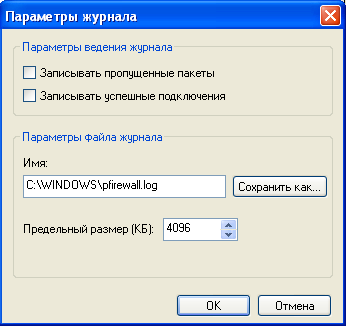 Параметры журнала
Параметры ведения журнала
Записывать пропущенные пакеты
Записывать успешные подключения
Параметры файла журнала
Имя:
C:\WINDOWS\pfirewall.log
Сохранить как...
Предельный размер (КБ):
4096
OK
Отмена